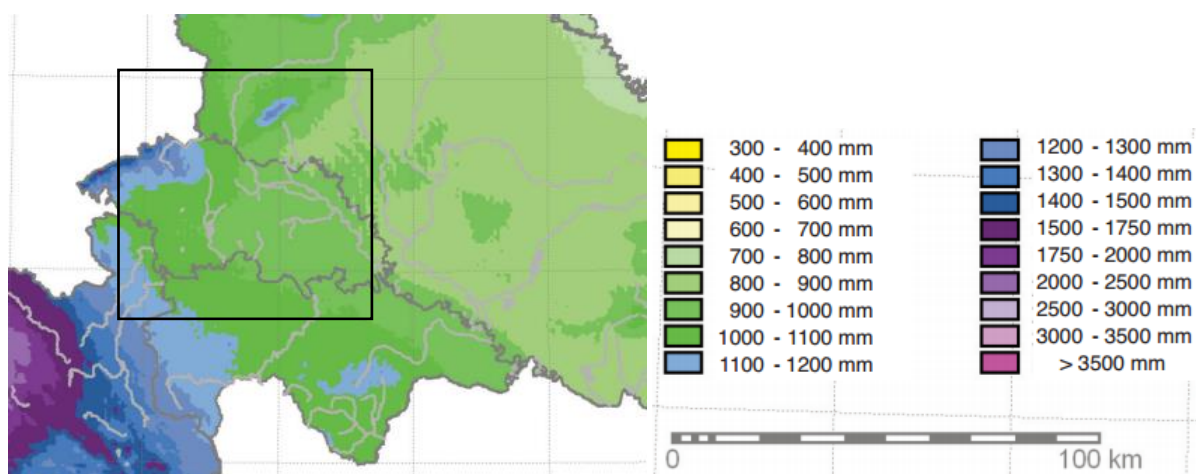 300 - 400 mm
400 - 500 mm
500 - 600 mm
600 - 700 mm
700 - 800 mm
800 - 900 mm
900 - 1000 mm
1000 - 1100 mm
1100 - 1200 mm
1200 - 1300 mm
1300 - 1400 mm
1400 - 1500 mm
1500 - 1750 mm
1750 - 2000 mm
2000 - 2500 mm
2500 - 3000 mm
3000 - 3500 mm
> 3500 mm
0 100 km